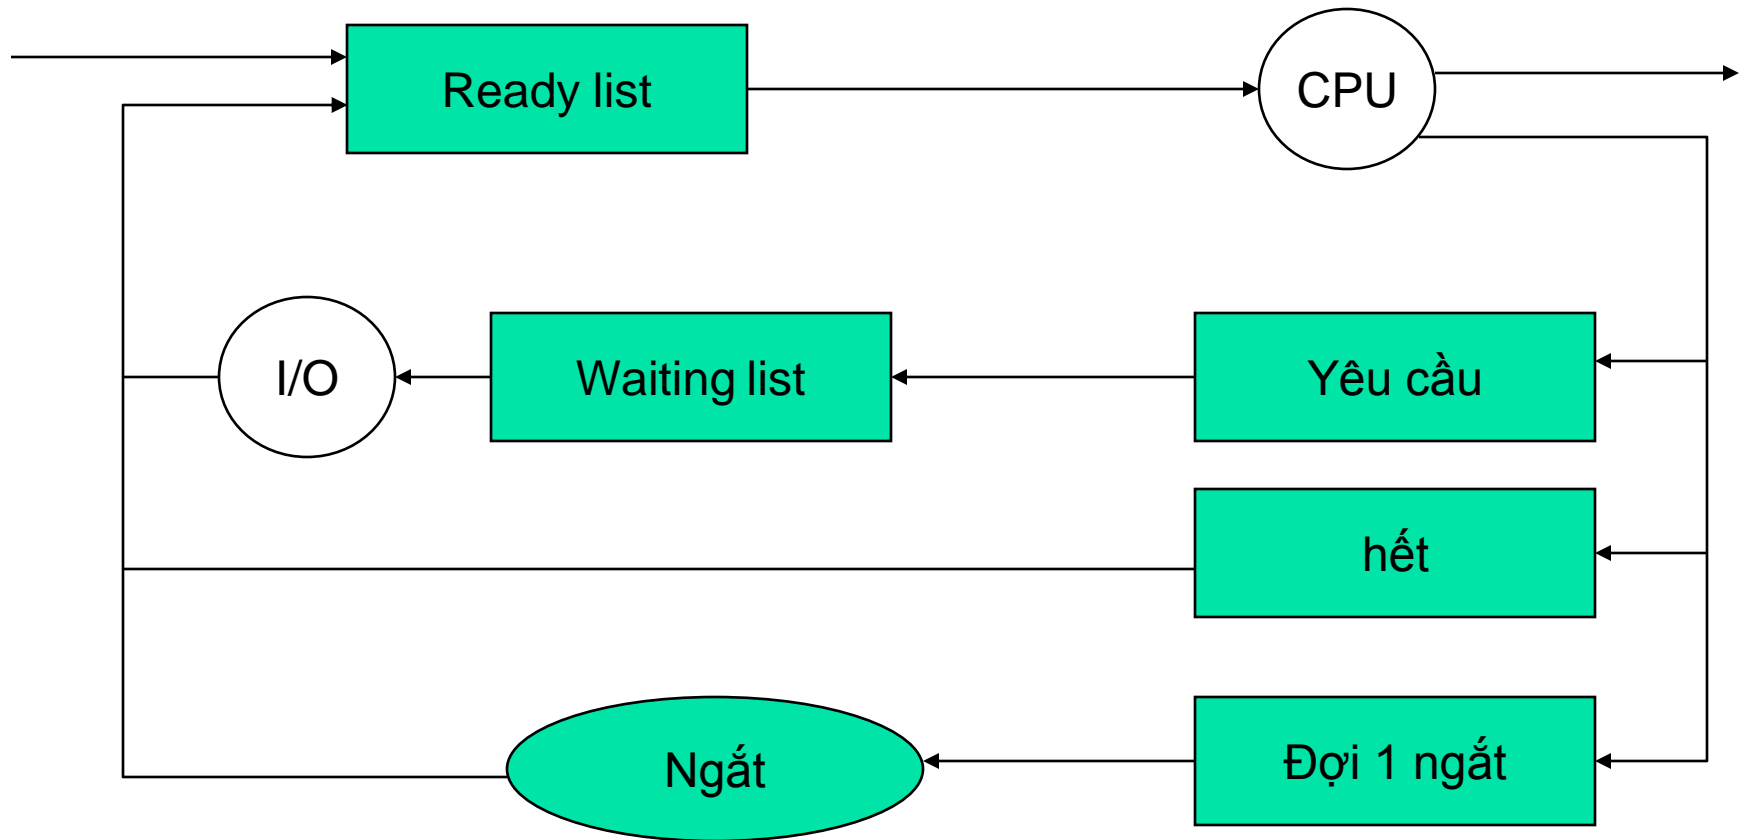 Ready list
CPU
I/O
Waiting list
Yêu cầu
hết
Ngắt
Đợi 1 ngắt